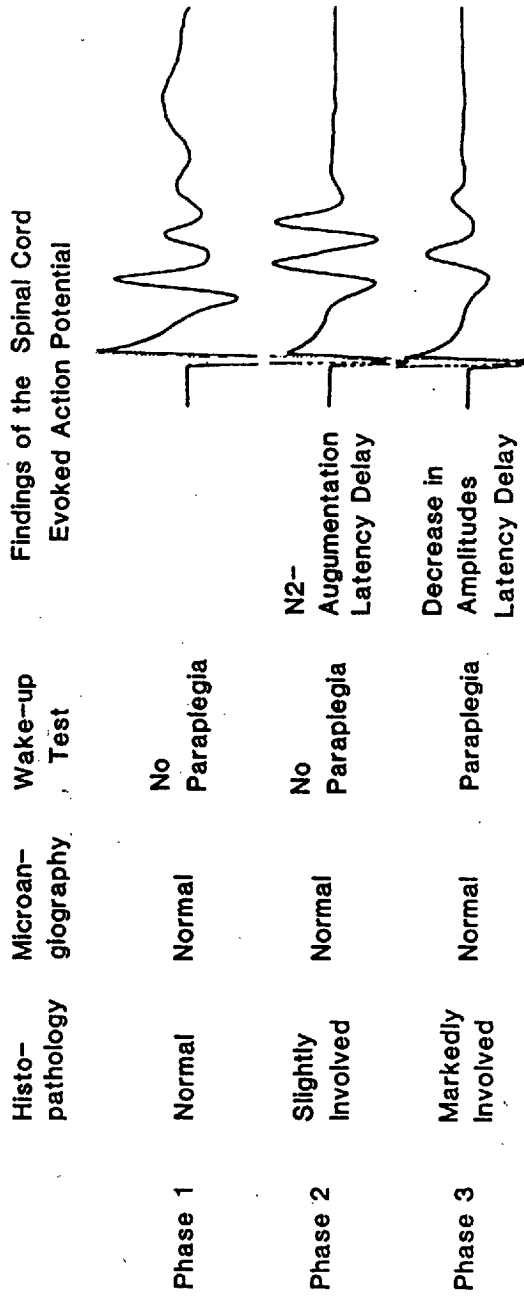 Histo-
pathology
Microan-
giography
Wake-up
Test
Findings of the Spinal Cord
Evoked Action Potential
Phase 1
Normal
Normal
No
Paraplegia
Phase 2
Slightly
Involved
Normal
No
Paraplegia
N2-
Augumentation
Latency Delay
Phase 3
Markedly
Involved
Normal
Paraplegia
Decrease in
Amplitudes
Latency Delay